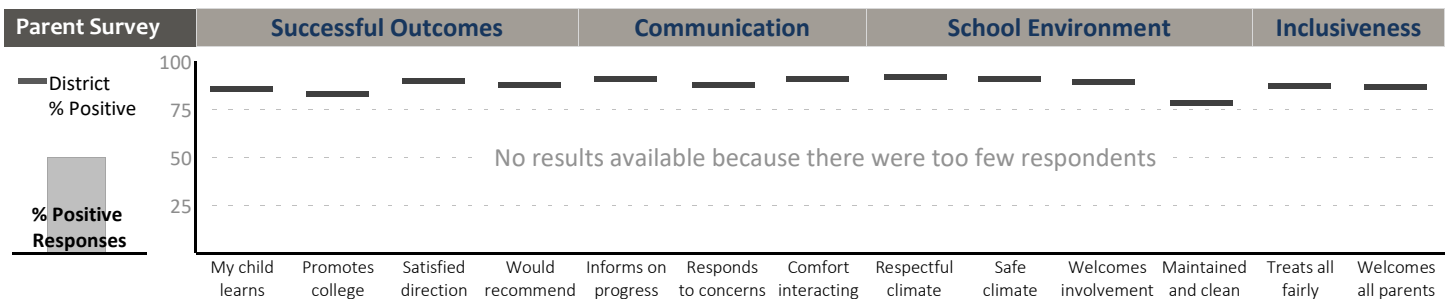 Parent Survey
Successful Outcomes
Communication
School Environment
Inclusiveness
District
% Positive
% Positive
Responses
100
75
50
25
No results available because there were too few respondents
My child
learns
Promotes
college
Satisfied
direction
Would
recommend
Informs on
progress
Responds
to concerns
Comfort
interacting
Respectful
climate
Safe
climate
Welcomes
involvement
Maintained
and clean
Treats all
fairly
Welcomes
all parents